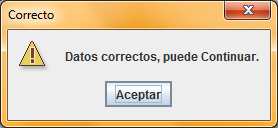 Correcto
Datos correctos, puede Continuar.
Aceptar